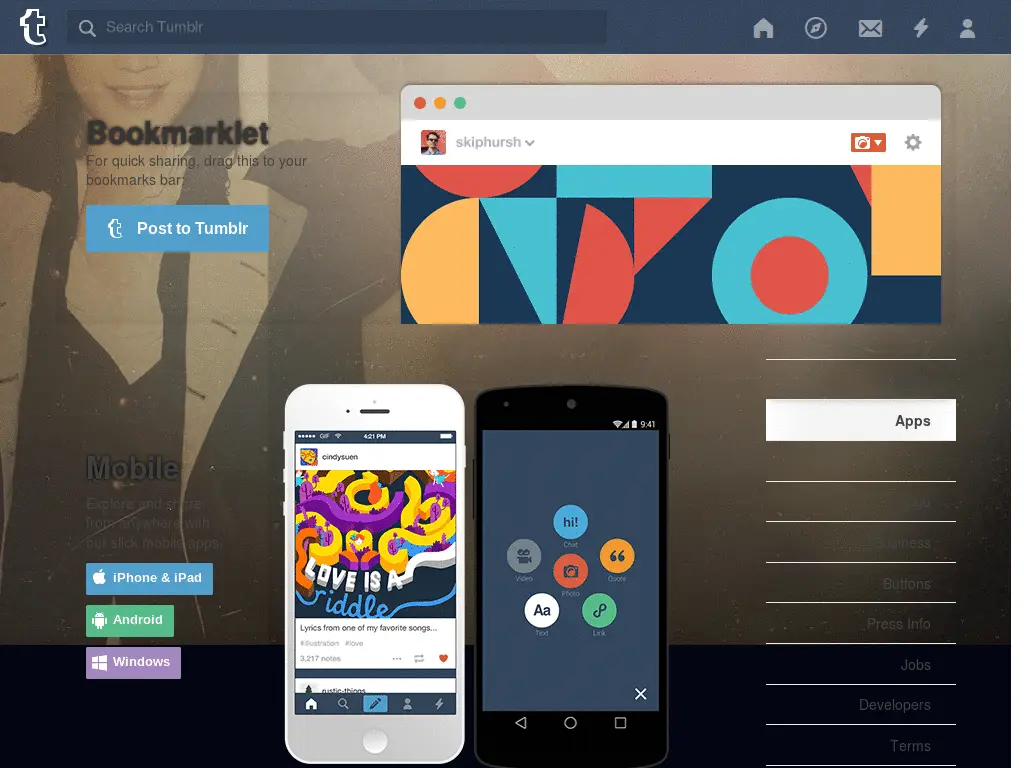 Search Tumblr
Bookmarklet
For quick sharing, drag this to your
bookmarks bar:
Post to Tumblr
skiphursh
Mobile
Explore and share
from anywhere with
our slick mobile apps.
iPhone & iPad
Android
Windows
GIF
4:21 PM
cindysuen
LOVE IS A
riddle
Lyrics from one of my favorite songs...
#illustration #love
3,217 notes
rustic-things
9:41
hi!
Chat
Video
Photo
Quote
Aa
Text
Link
Apps
Business
Buttons
Press Info
Jobs
Developers
Terms